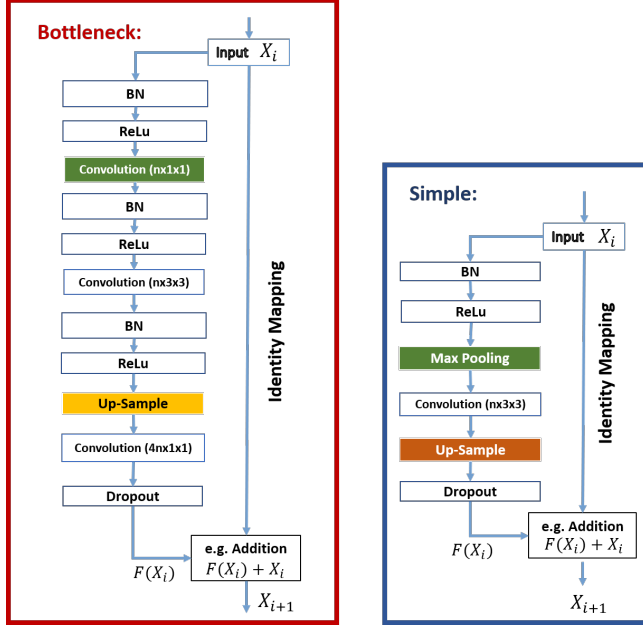 Bottleneck:
Input X_i
BN
ReLu
Convolution (nx1x1)
BN
ReLu
Convolution (nx3x3)
BN
ReLu
Up-Sample
Convolution (4nx1x1)
Dropout
Identity Mapping
F(X_i)
e.g. Addition
F(X_i) + X_i
X_{i+1}
Simple:
Input X_i
BN
ReLu
Max Pooling
Convolution (nx3x3)
Up-Sample
Dropout
Identity Mapping
F(X_i)
e.g. Addition
F(X_i) + X_i
X_{i+1}